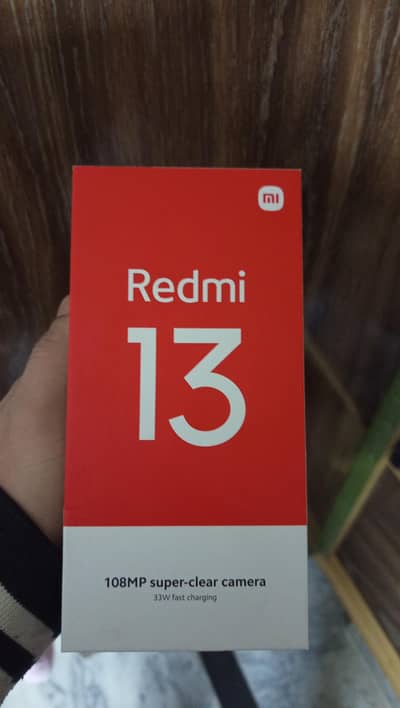 mi
Redmi
13
108MP super-clear camera
33W fast charging